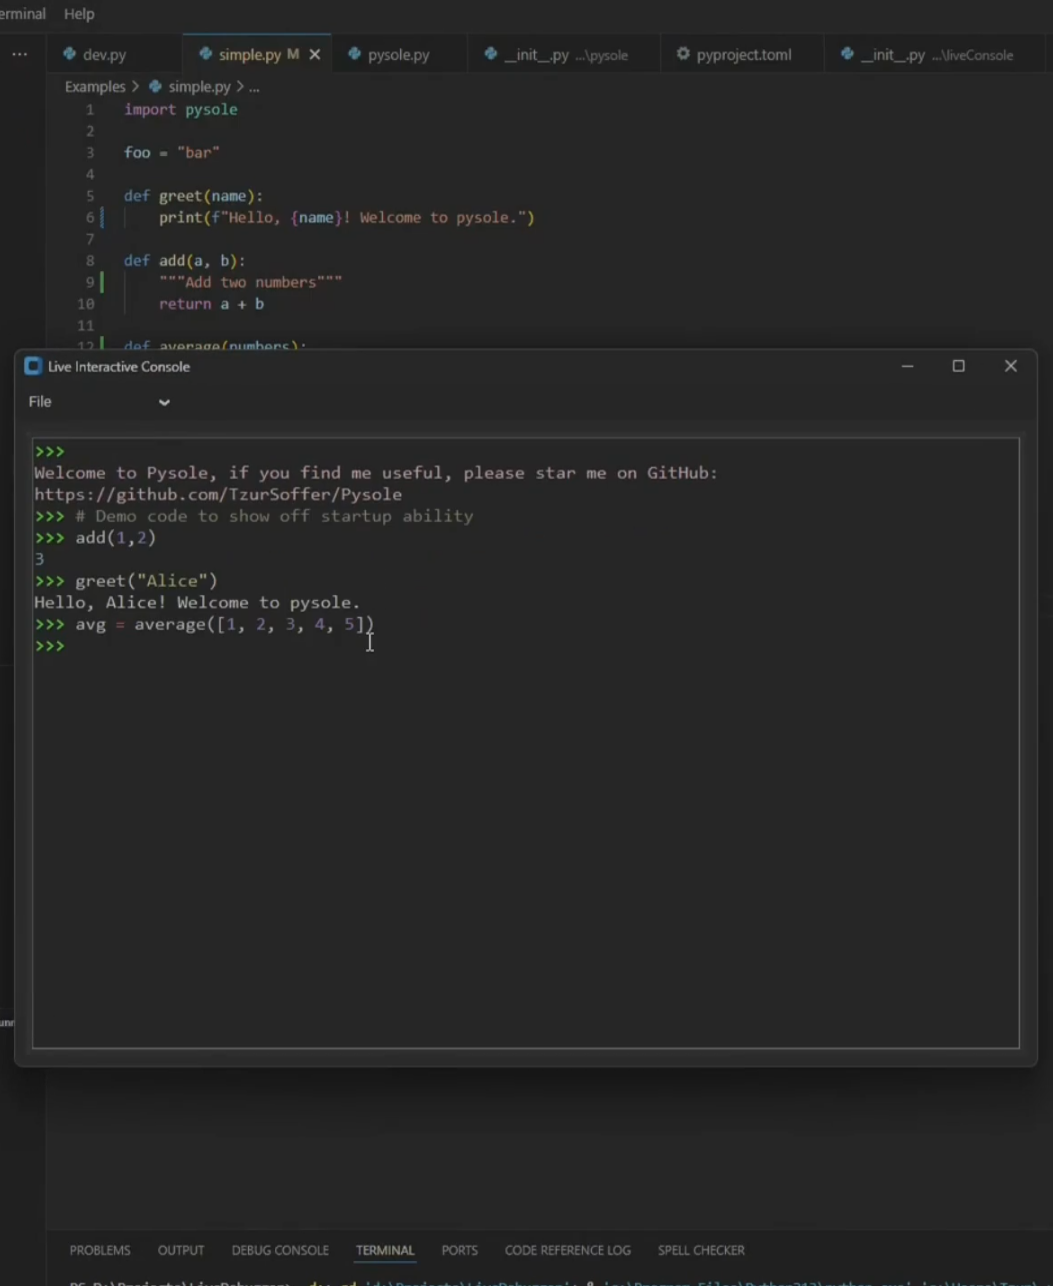 Terminal Help
... dev.py simple.py M pysole.py __init__.py ...\pysole pyproject.toml __init__.py ...\liveConsole
Examples > simple.py > ...
1 import pysole
2
3 foo = "bar"
4
5 def greet(name):
6 print(f"Hello, {name}! Welcome to pysole.")
7
8 def add(a, b):
9 """Add two numbers"""
10 return a + b
11
12 def average(numbers):
Live Interactive Console
File
>>>
Welcome to Pysole, if you find me useful, please star me on GitHub:
https://github.com/TzurSoffer/Pysole
>>> # Demo code to show off startup ability
>>> add(1,2)
3
>>> greet("Alice")
Hello, Alice! Welcome to pysole.
>>> avg = average([1, 2, 3, 4, 5])
>>>
PROBLEMS OUTPUT DEBUG CONSOLE TERMINAL PORTS CODE REFERENCE LOG SPELL CHECKER